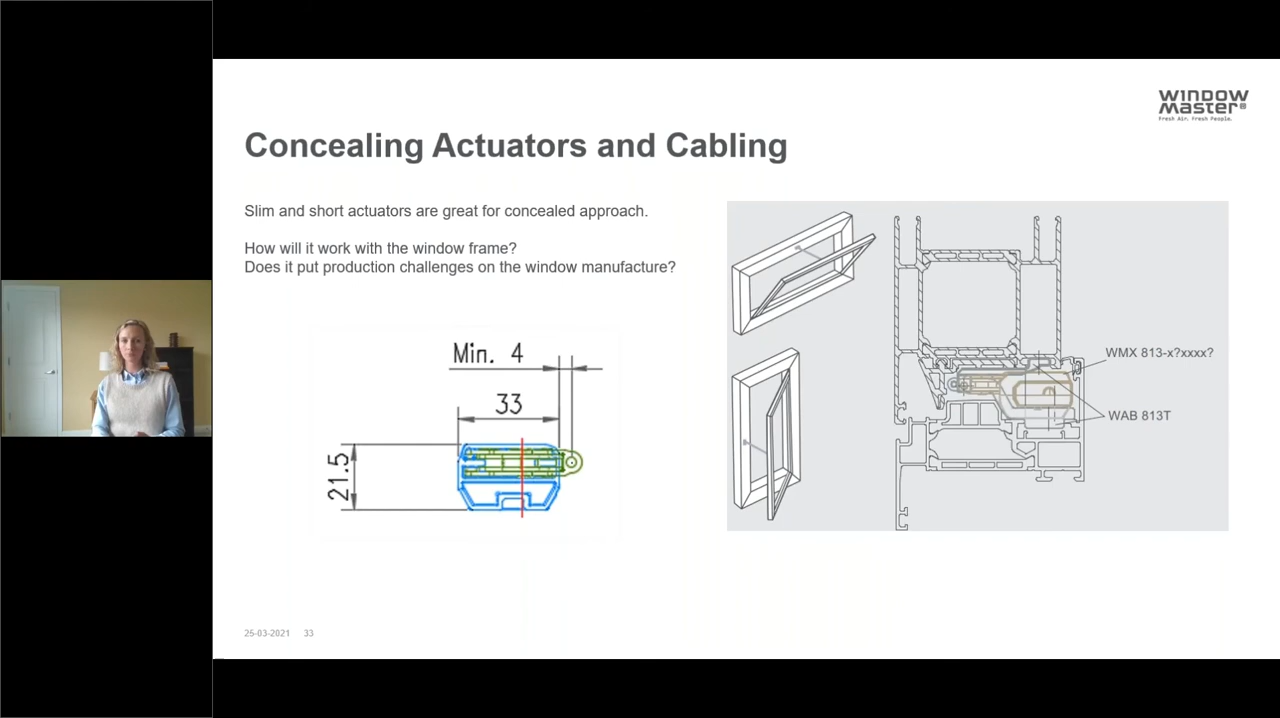 WINDOW
MASTER®
Fresh Air. Fresh People.
Concealing Actuators and Cabling
Slim and short actuators are great for concealed approach.
How will it work with the window frame?
Does it put production challenges on the window manufacture?
Min. 4
33
21.5
WMX 813-x?xxxx?
WAB 813T
25-03-2021 33